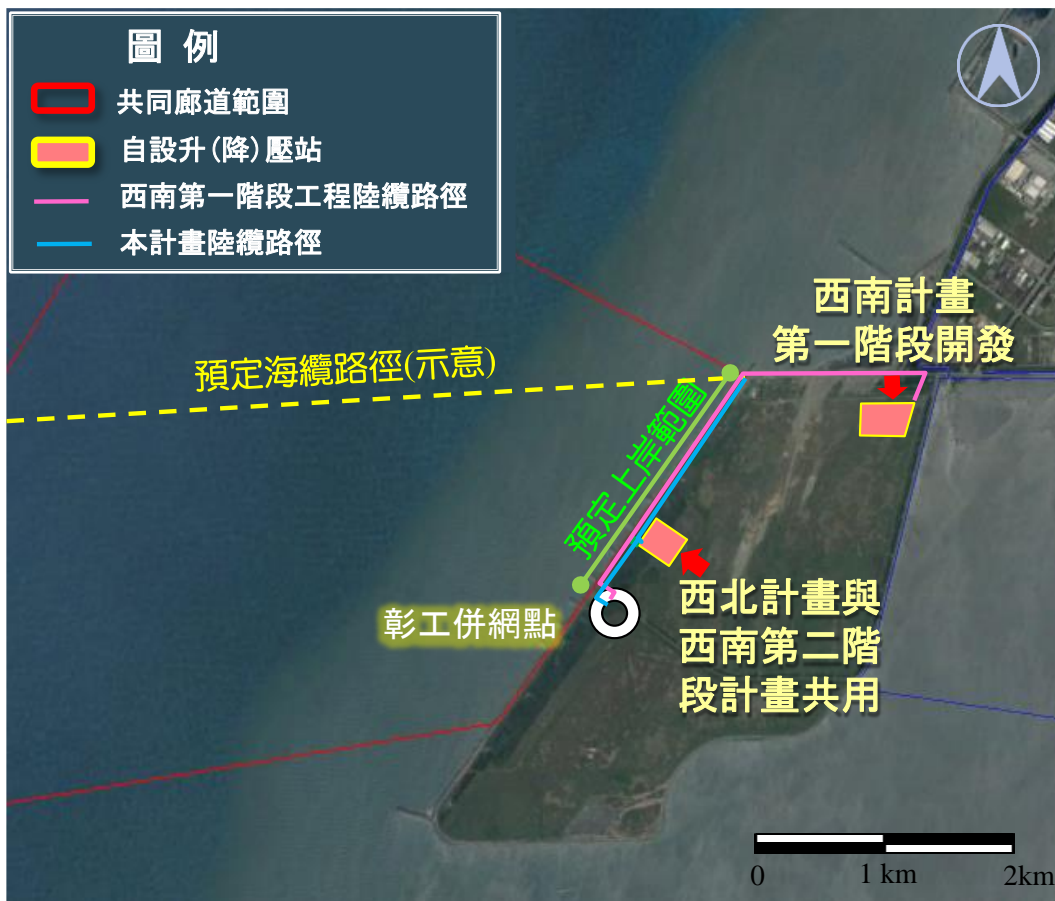 圖 例
共同廊道範圍
自設升(降)壓站
西南第一階段工程陸纜路徑
本計畫陸纜路徑
西南計畫
第一階段開發
預定海纜路徑(示意)
預定上岸範圍
彰工併網點
西北計畫與
西南第二階
段計畫共用
0 1 km 2km